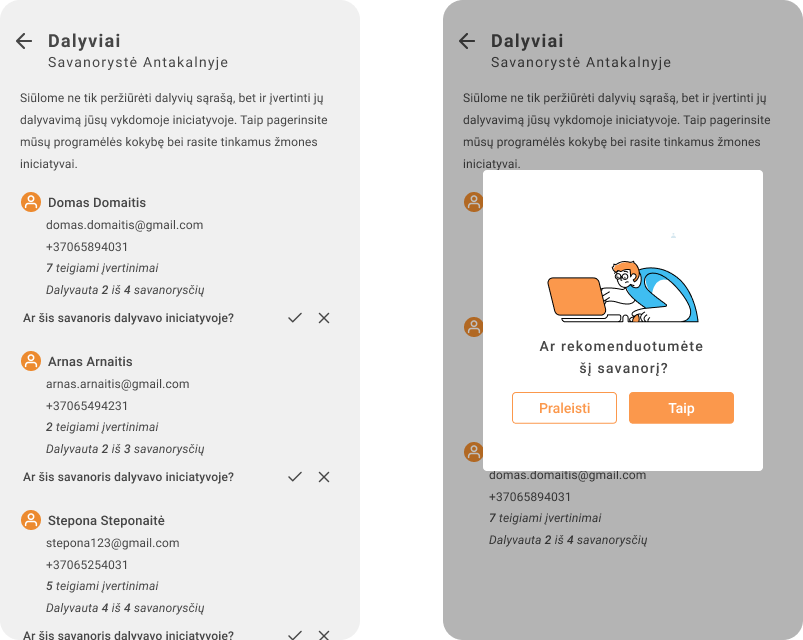 Dalyviai
Savanorystė Antakalnyje
Siūlome ne tik peržiūrėti dalyvių sąrašą, bet ir įvertinti jų
dalyvavimą jūsų vykdomoje iniciatyvoje. Taip pagerinsite
mūsų programėlės kokybę bei rasite tinkamus žmones
iniciatyvai.
Domas Domaitis
domas.domaitis@gmail.com
+37065894031
7 teigiami įvertinimai
Dalyvauta 2 iš 4 savanorysčių
Ar šis savanoris dalyvavo iniciatyvoje?
Arnas Arnaitis
arnas.arnaitis@gmail.com
+37065494231
2 teigiami įvertinimai
Dalyvauta 2 iš 3 savanorysčių
Ar šis savanoris dalyvavo iniciatyvoje?
Stepona Steponaitė
stepona123@gmail.com
+37065254031
5 teigiami įvertinimai
Dalyvauta 4 iš 4 savanorysčių
Ar šis savanoris dalyvavo iniciatyvoje?
Dalyviai
Savanorystė Antakalnyje
Siūlome ne tik peržiūrėti dalyvių sąrašą, bet ir įvertinti jų
dalyvavimą jūsų vykdomoje iniciatyvoje. Taip pagerinsite
mūsų programėlės kokybę bei rasite tinkamus žmones
iniciatyvai.
Ar rekomenduotumėte
šį savanorį?
Praleisti
Taip
domas.domaitis@gmail.com
+37065894031
7 teigiami įvertinimai
Dalyvauta 2 iš 4 savanorysčių